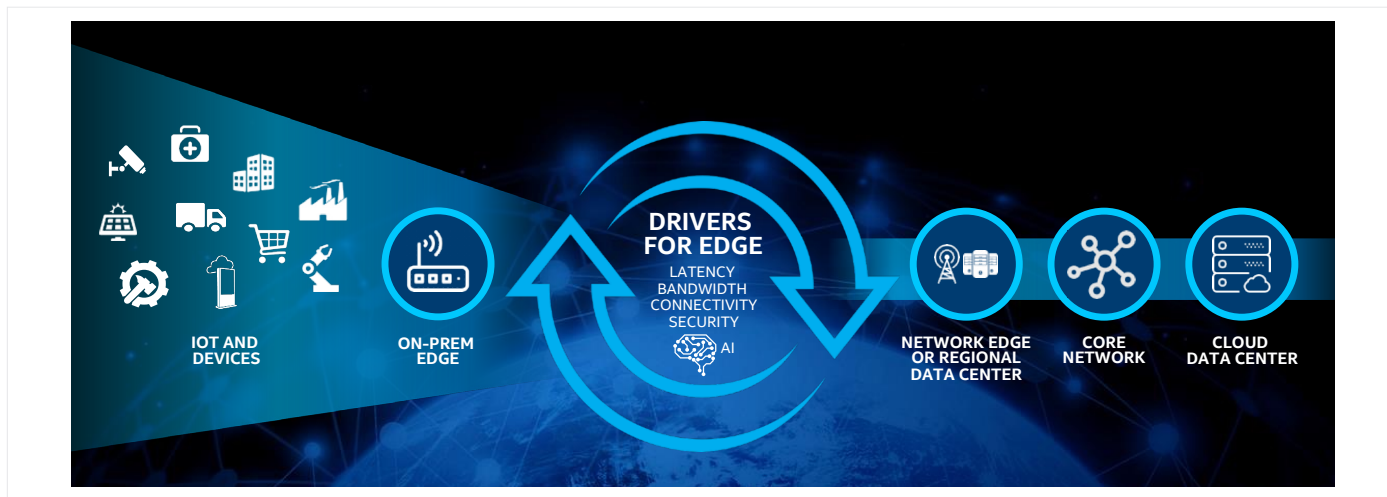 IOT AND
DEVICES
ON-PREM
EDGE
DRIVERS
FOR EDGE
LATENCY
BANDWIDTH
CONNECTIVITY
SECURITY
AI
NETWORK EDGE
OR REGIONAL
DATA CENTER
CORE
NETWORK
CLOUD
DATA CENTER